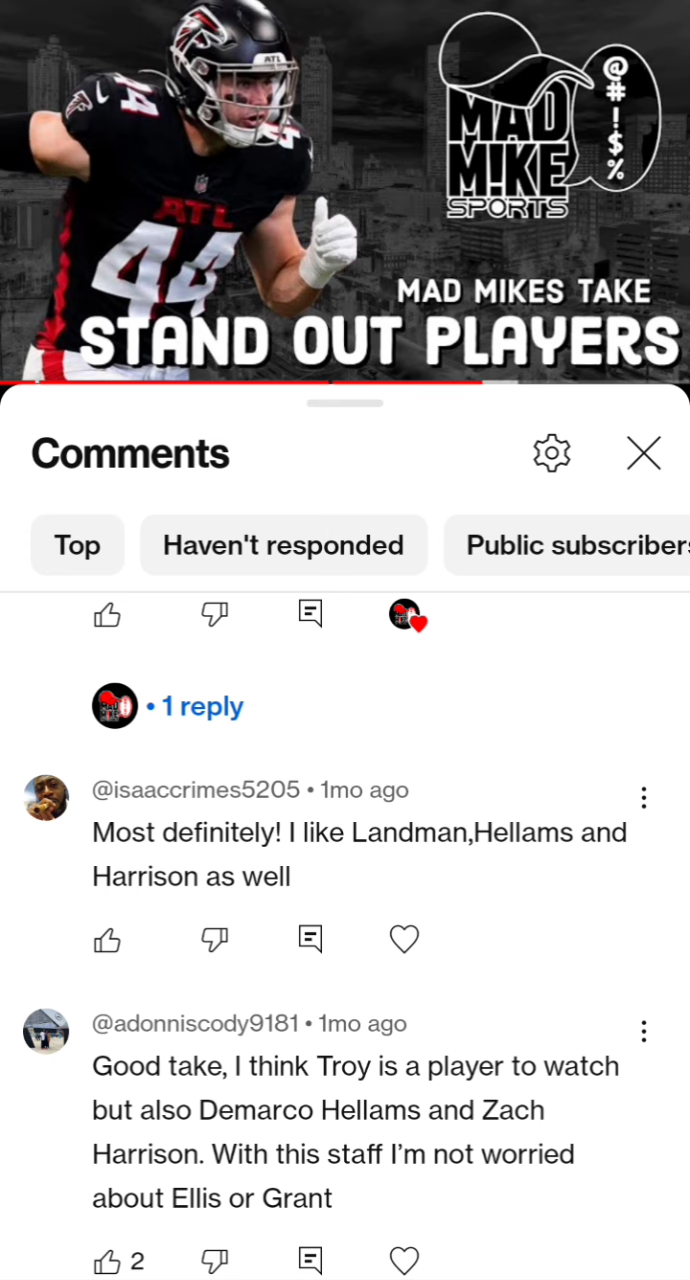 ATL
44
ATL
44
@
#
!
$
%
MAD
M!KE
SPORTS
MAD MIKES TAKE
STAND OUT PLAYERS
Comments
Top
Haven't responded
Public subscribers
1 reply
@isaaccrimes5205 • 1mo ago
Most definitely! I like Landman,Hellams and
Harrison as well
@adonniscody9181 • 1mo ago
Good take, I think Troy is a player to watch
but also Demarco Hellams and Zach
Harrison. With this staff I'm not worried
about Ellis or Grant
2